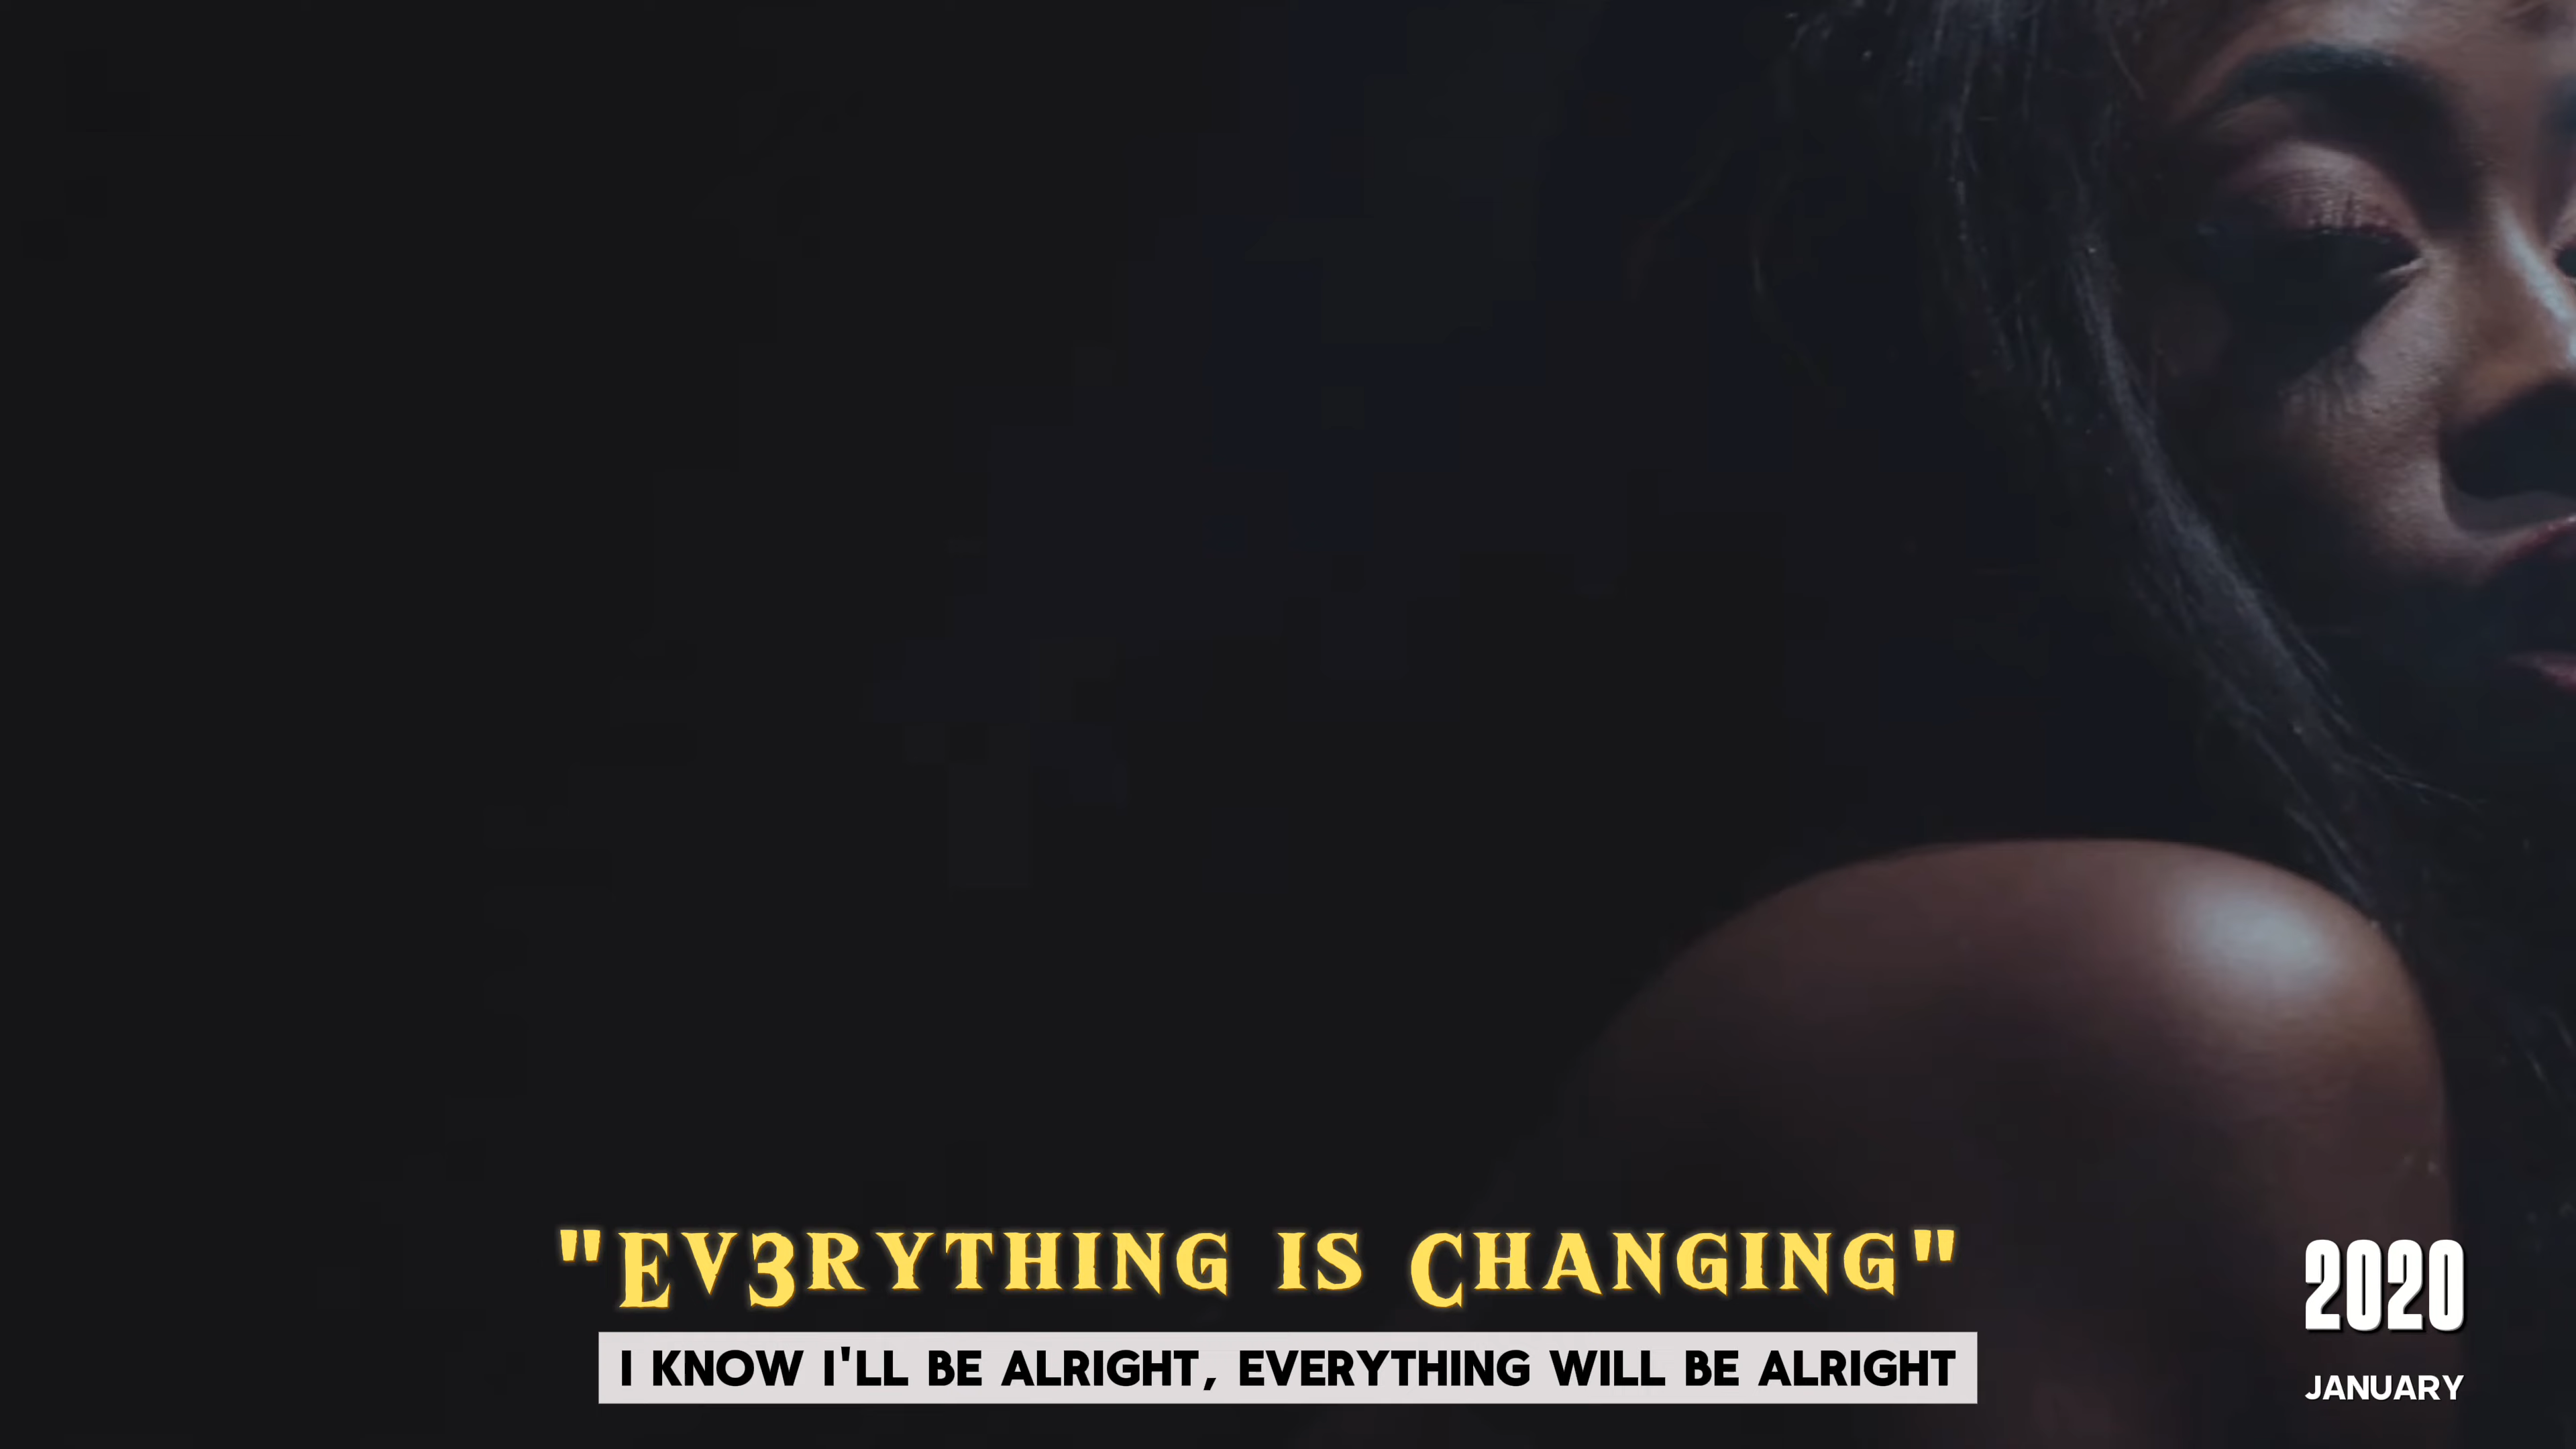 "Ev3rything is Changing"
I KNOW I'LL BE ALRIGHT, EVERYTHING WILL BE ALRIGHT
2020
JANUARY